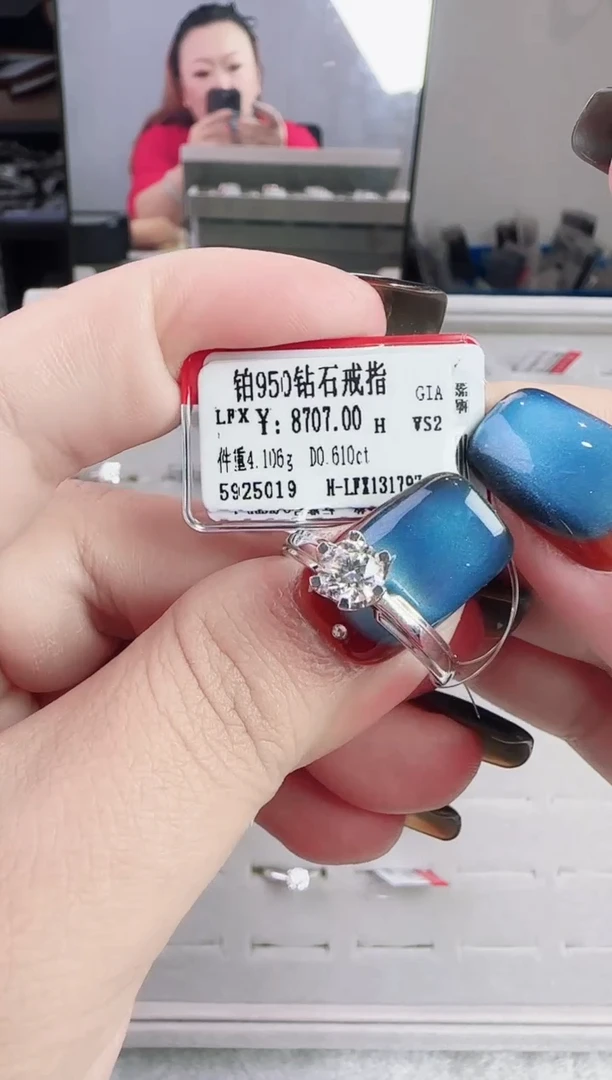 铂950钻石戒指
GIA
LFX ¥: 8707.00 H VS2
件重4.106g D0.610ct
5925019 H-LFX131797